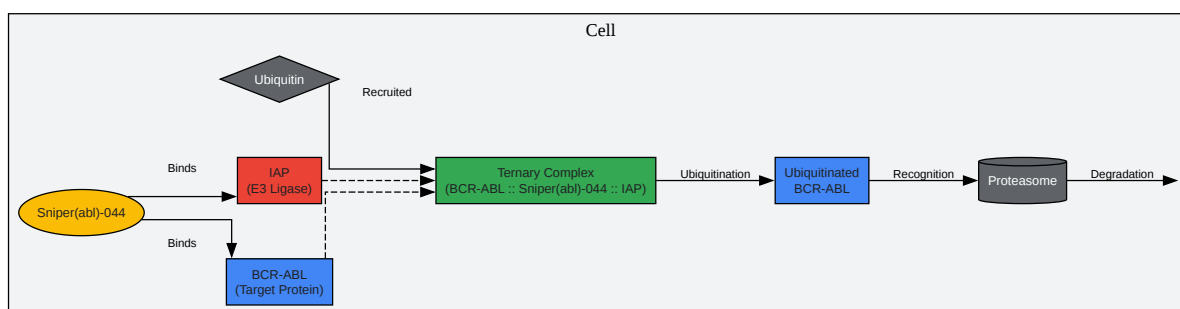 Cell
Ubiquitin
Recruited
Binds
IAP
(E3 Ligase)
Ternary Complex
(BCR-ABL :: Sniper(abl)-044 :: IAP)
Ubiquitination
Ubiquitinated
BCR-ABL
Recognition
Proteasome
Degradation
Sniper(abl)-044
Binds
BCR-ABL
(Target Protein)